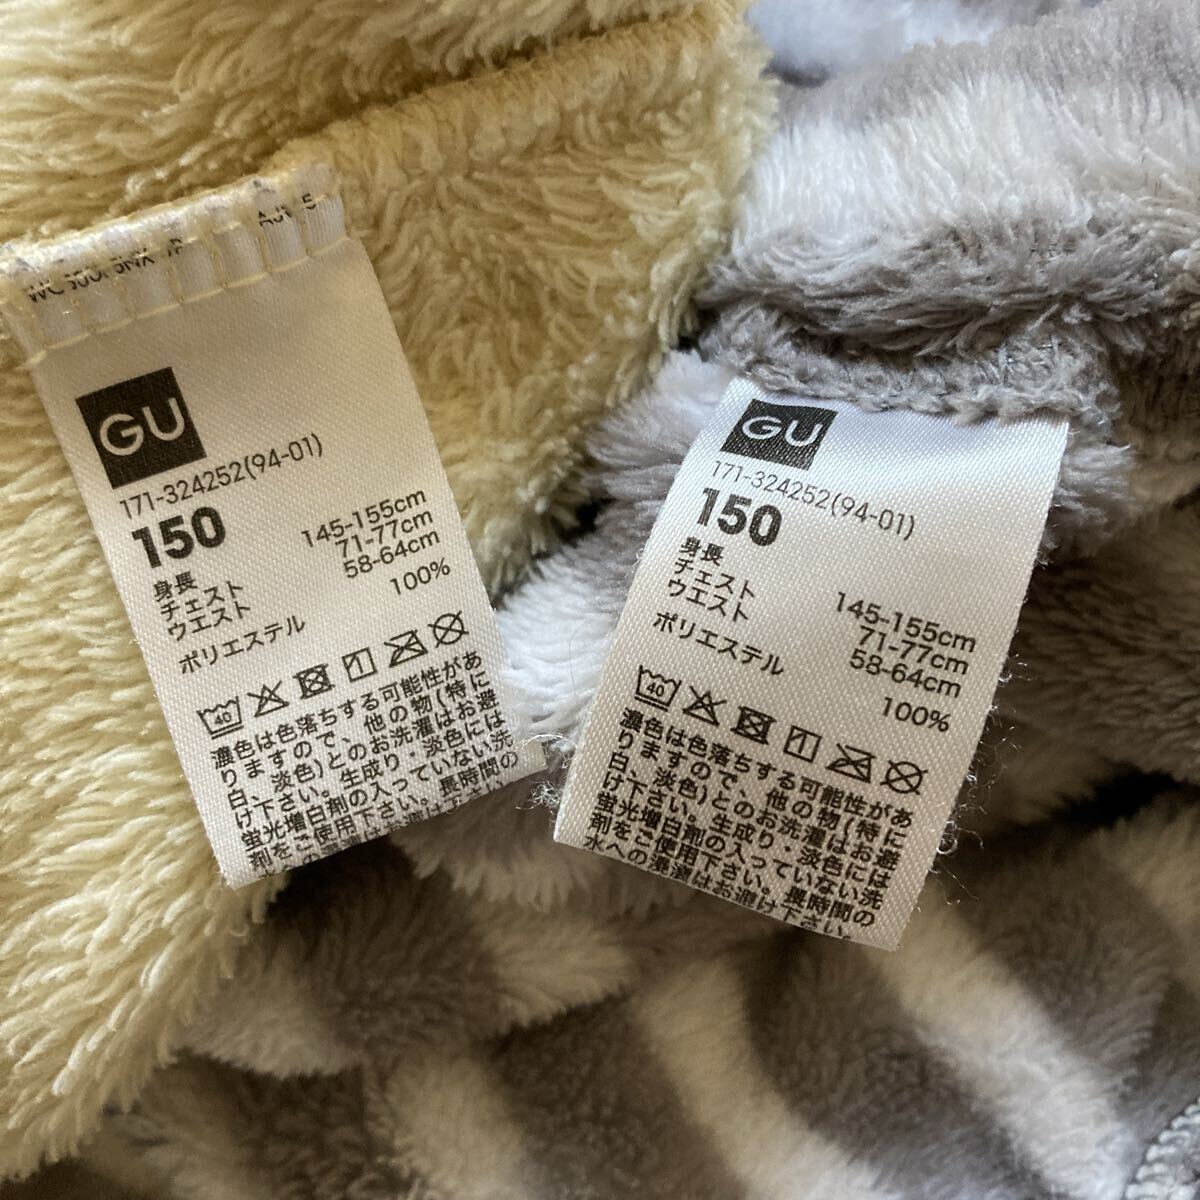 GU
171-324252(94-01)
150
身長 145-155cm
チェスト 71-77cm
ウエスト 58-64cm
ポリエステル 100%
40
濃色は色落ちする可能性があ
りますので、他の物(特に
白、淡色)とのお洗濯はお避
け下さい。生成り・淡色には
蛍光増白剤の入っていない洗
剤をご使用下さい。長時間の
GU
171-324252(94-01)
150
身長 145-155cm
チェスト 71-77cm
ウエスト 58-64cm
ポリエステル 100%
40
濃色は色落ちする可能性があ
りますので、他の物(特に
白、淡色)とのお洗濯はお避
け下さい。生成り・淡色には
蛍光増白剤の入っていない洗
剤をご使用下さい。長時間の
水への浸漬はお避け下さい。